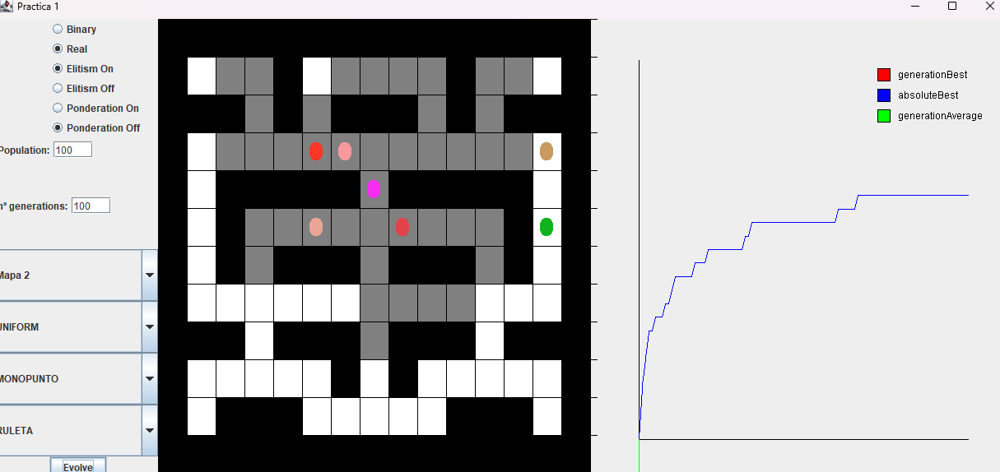 Practica 1
Binary
Real
Elitism On
Elitism Off
Ponderation On
Ponderation Off
Population: 100
nº generations: 100
Mapa 2
UNIFORM
MONOPUNTO
RULETA
Evolve
generationBest
absoluteBest
generationAverage